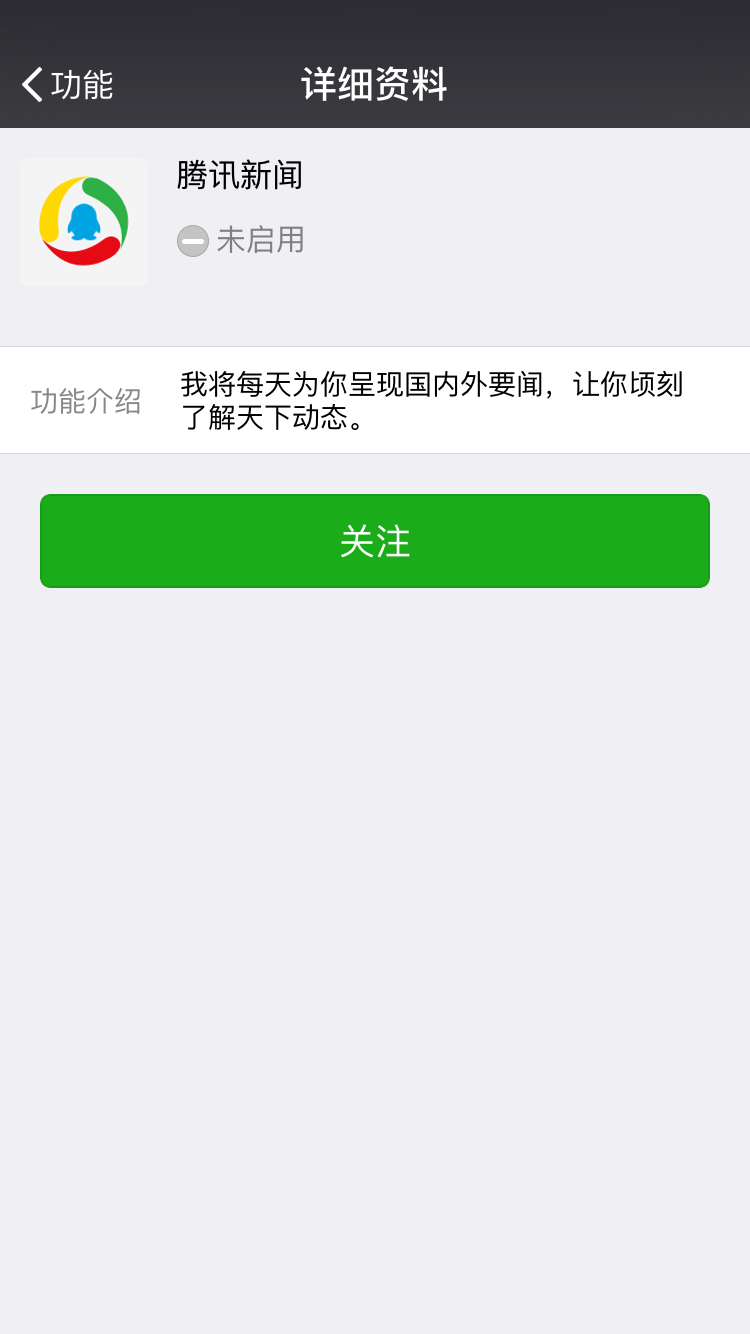 功能
详细资料
腾讯新闻
未启用
功能介绍
我将每天为你呈现国内外要闻，让你顷刻
了解天下动态。
关注